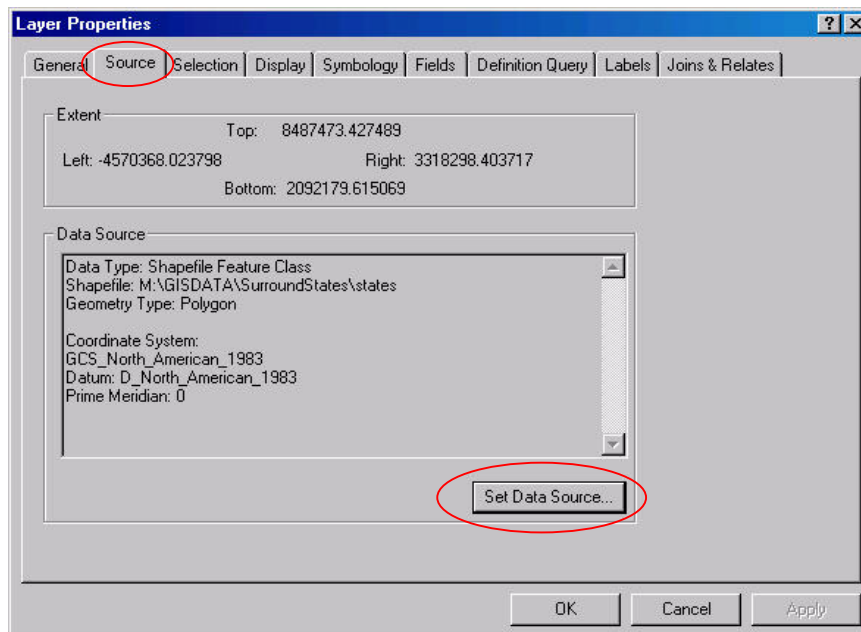 Layer Properties
General Source Selection Display Symbology Fields Definition Query Labels Joins & Relates
Extent
Top: 8487473.427489
Left: -4570368.023798 Right: 3318298.403717
Bottom: 2092179.615069
Data Source
Data Type: Shapefile Feature Class
Shapefile: M:\GISDATA\SurroundStates\states
Geometry Type: Polygon
Coordinate System:
GCS_North_American_1983
Datum: D_North_American_1983
Prime Meridian: 0
Set Data Source...
OK Cancel Apply